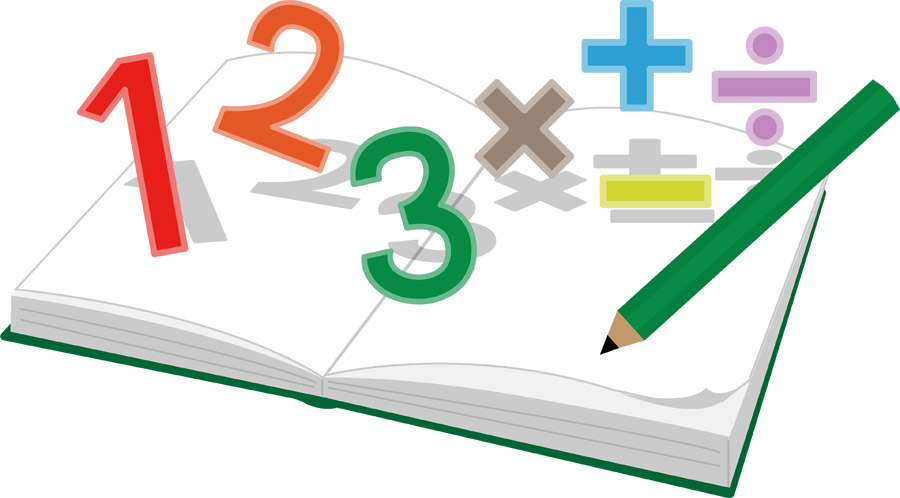 1 2 3 × + ÷ −